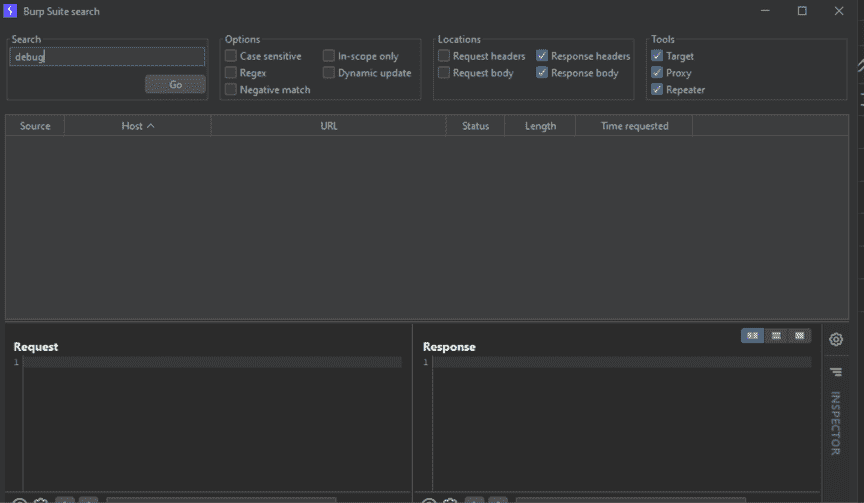 Burp Suite search
Search
debug
Go
Options
Case sensitive
In-scope only
Regex
Dynamic update
Negative match
Locations
Request headers
Response headers
Request body
Response body
Tools
Target
Proxy
Repeater
Source Host URL Status Length Time requested
Request
1
Response
1
INSPECTOR